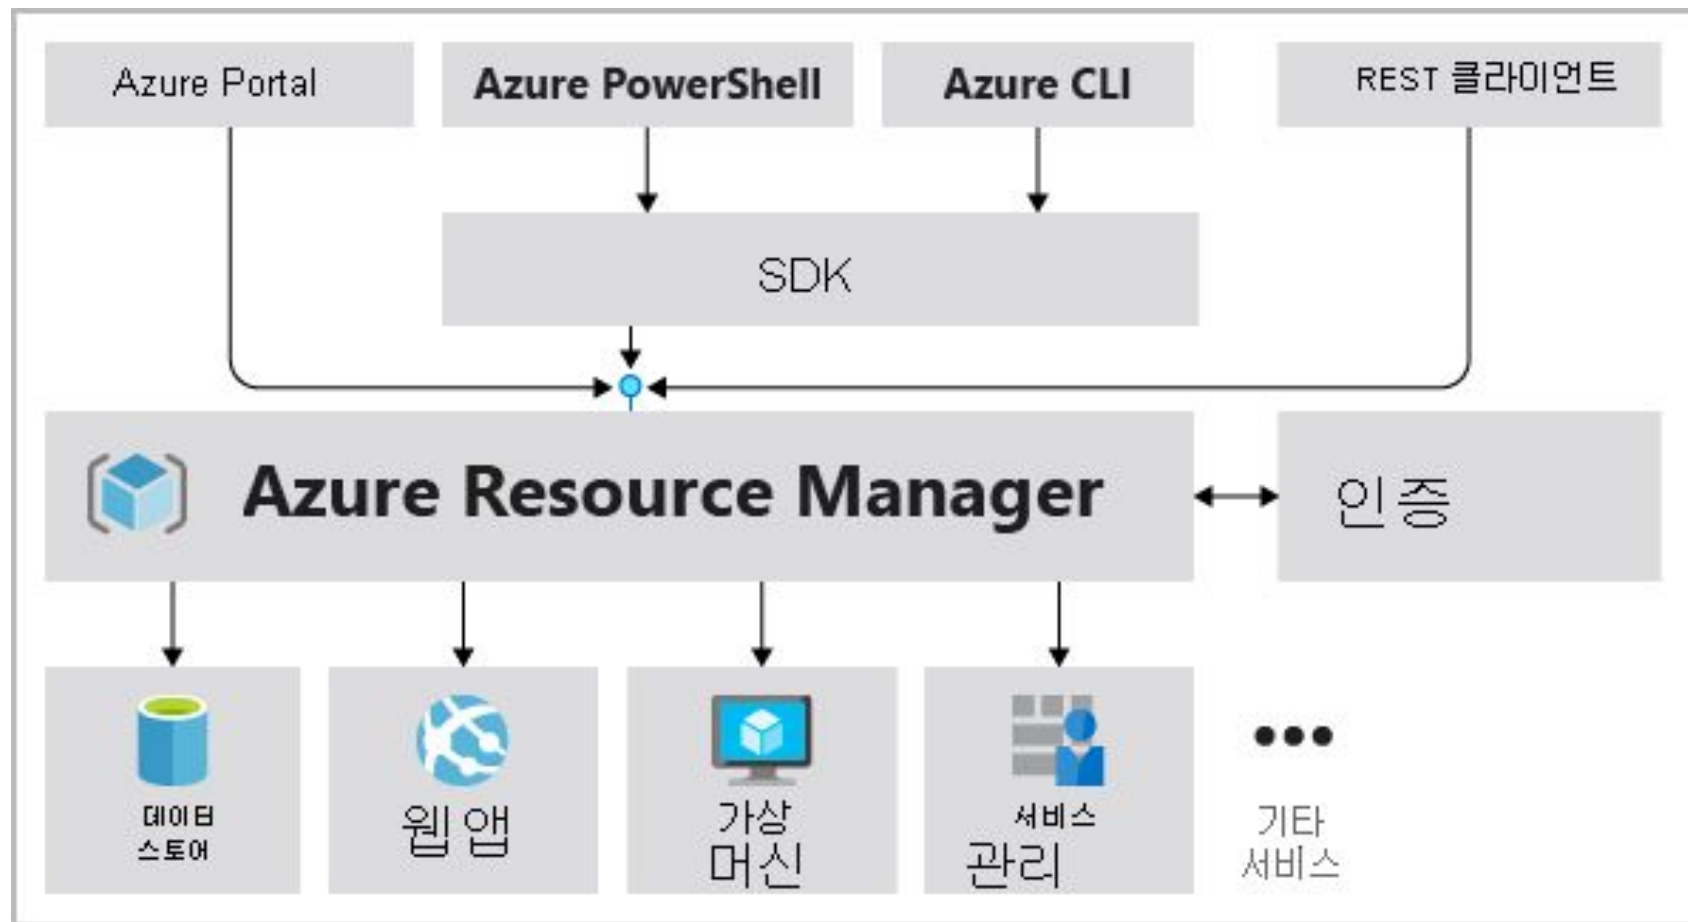 Azure Portal
Azure PowerShell
Azure CLI
REST 클라이언트
SDK
Azure Resource Manager
인증
데이터
스토어
웹 앱
가상
머신
서비스
관리
기타
서비스